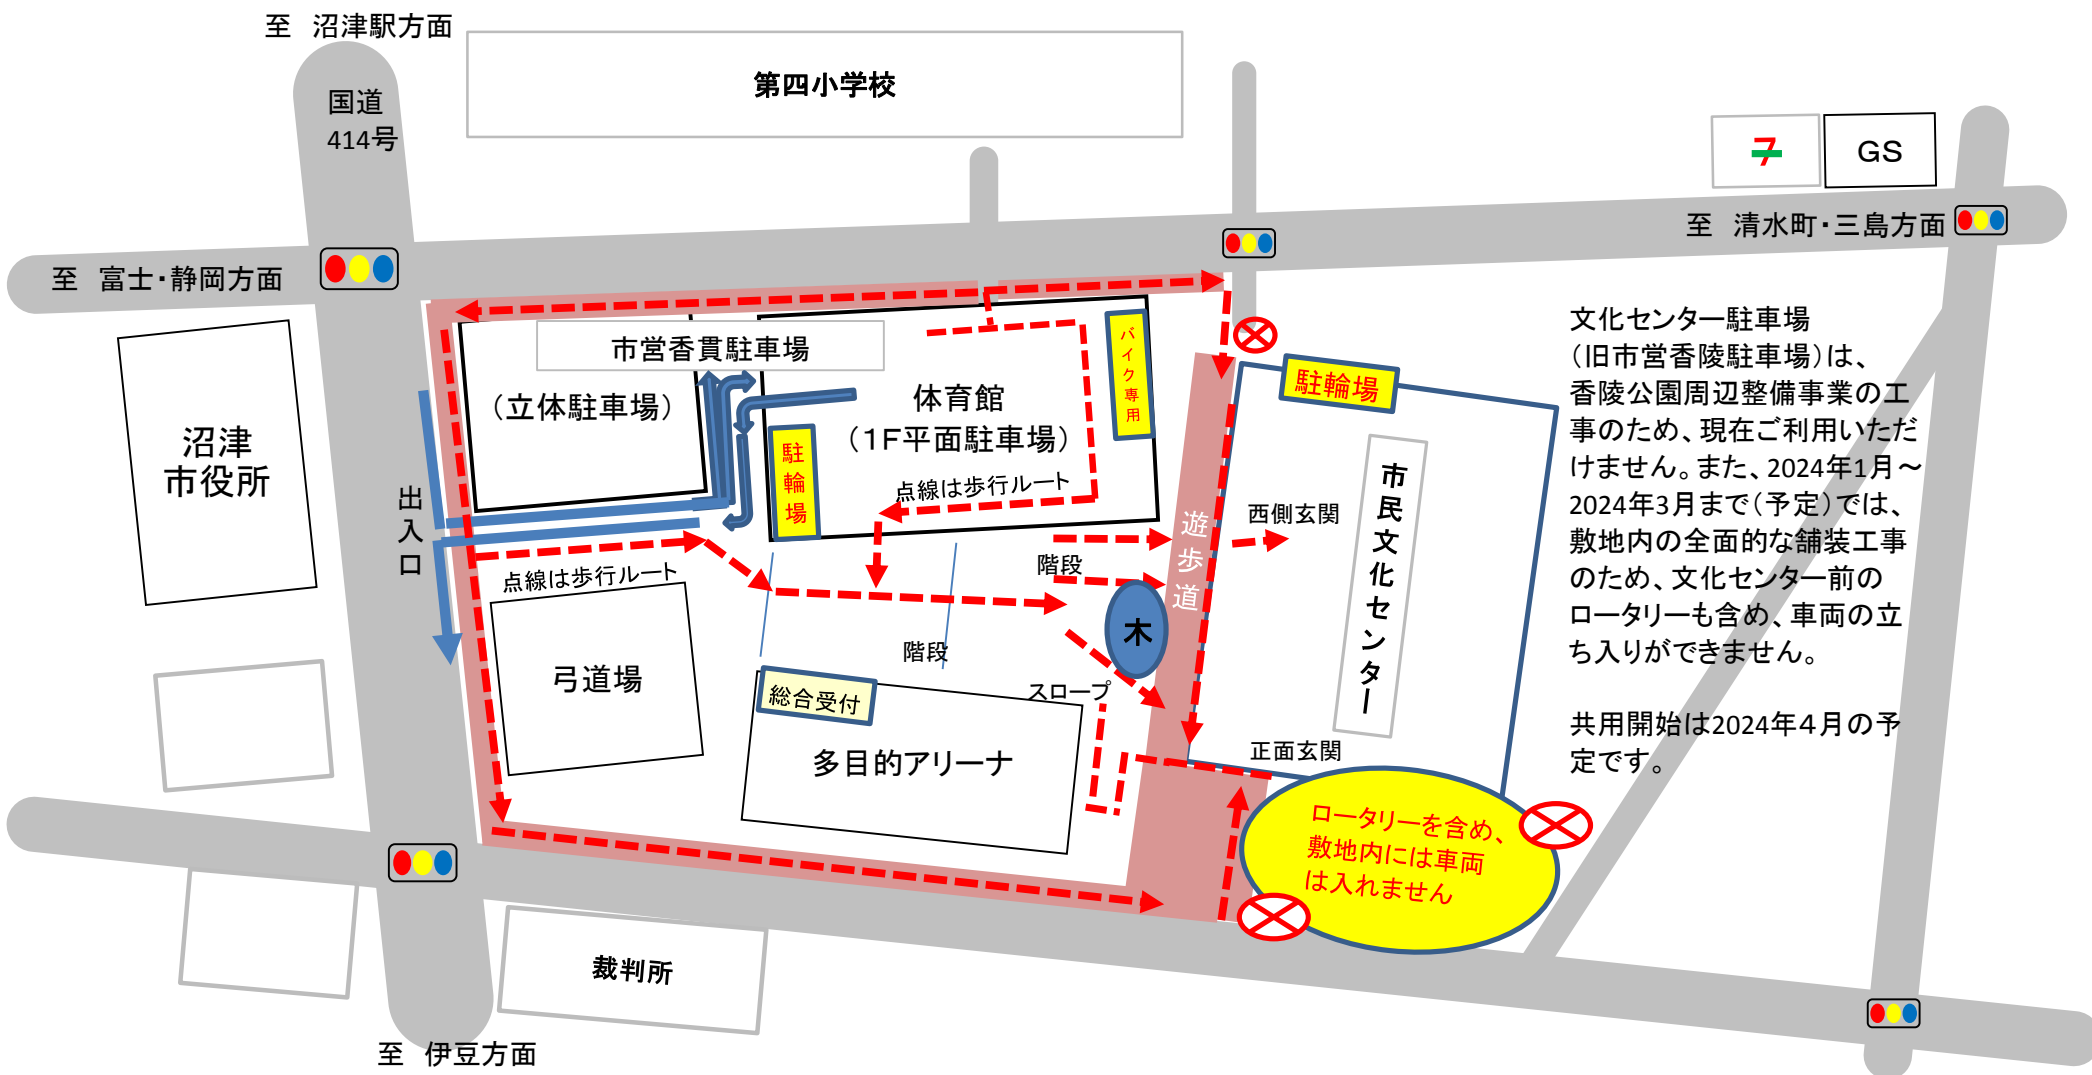 至　沼津駅方面
第四小学校
国道
414号
7
GS
至　清水町・三島方面
至　富士・静岡方面
市営香貫駐車場
(立体駐車場)
体育館
(１F平面駐車場)
バイク専用
駐輪場
駐輪場
沼津
市役所
出入口
点線は歩行ルート
点線は歩行ルート
遊歩道
西側玄関
市民文化センター
階段
木
弓道場
階段
総合受付
スロープ
多目的アリーナ
正面玄関
文化センター駐車場
(旧市営香陵駐車場)は、
香陵公園周辺整備事業の工
事のため、現在ご利用いただ
けません。また、2024年1月～
2024年3月まで(予定)では、
敷地内の全面的な舗装工事
のため、文化センター前の
ロータリーも含め、車両の立
ち入りができません。
共用開始は2024年４月の予
定です。
ロータリーを含め、
敷地内には車両
は入れません
裁判所
至　伊豆方面